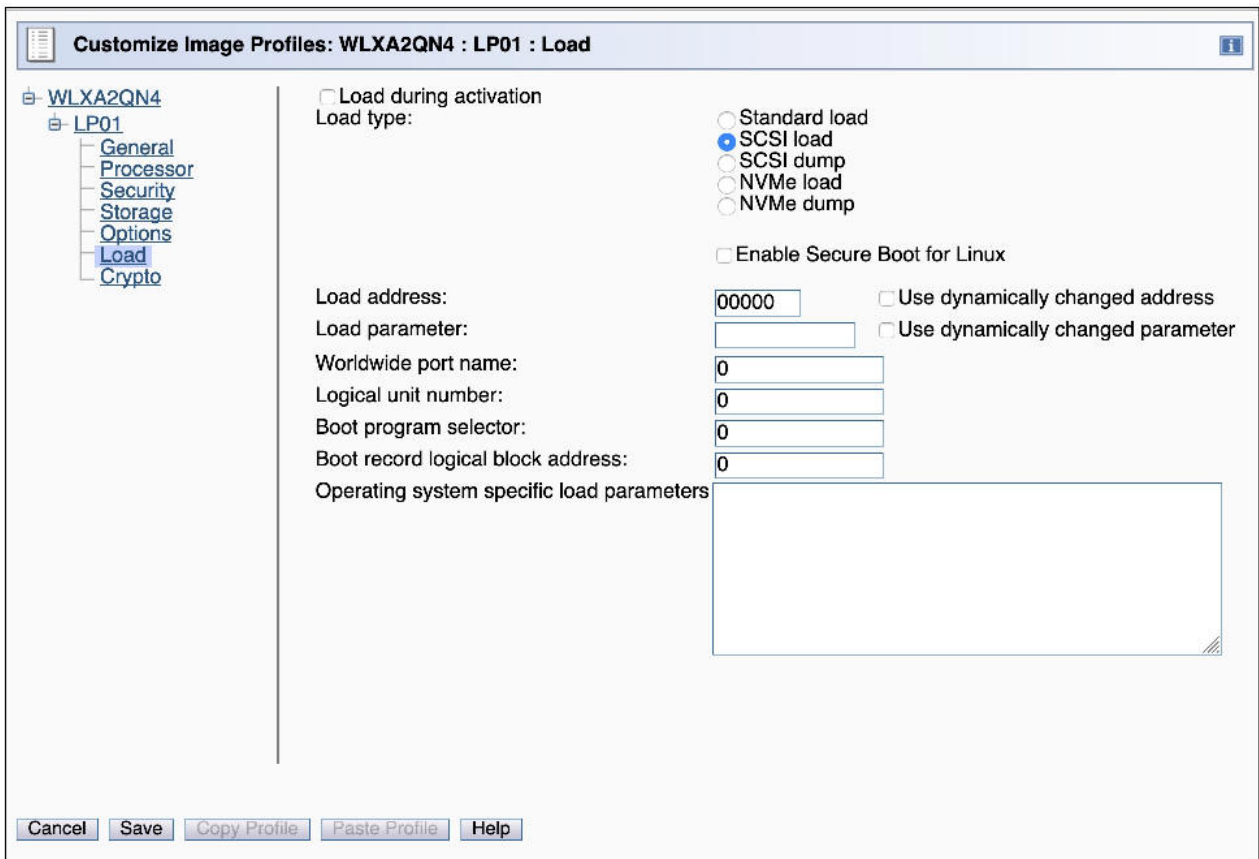 Customize Image Profiles: WLXA2QN4 : LP01 : Load
WLXA2QN4
LP01
General
Processor
Security
Storage
Options
Load
Crypto
Load during activation
Load type:
Standard load
SCSI load
SCSI dump
NVMe load
NVMe dump
Enable Secure Boot for Linux
Load address: 00000 Use dynamically changed address
Load parameter: Use dynamically changed parameter
Worldwide port name: 0
Logical unit number: 0
Boot program selector: 0
Boot record logical block address: 0
Operating system specific load parameters
Cancel Save Copy Profile Paste Profile Help